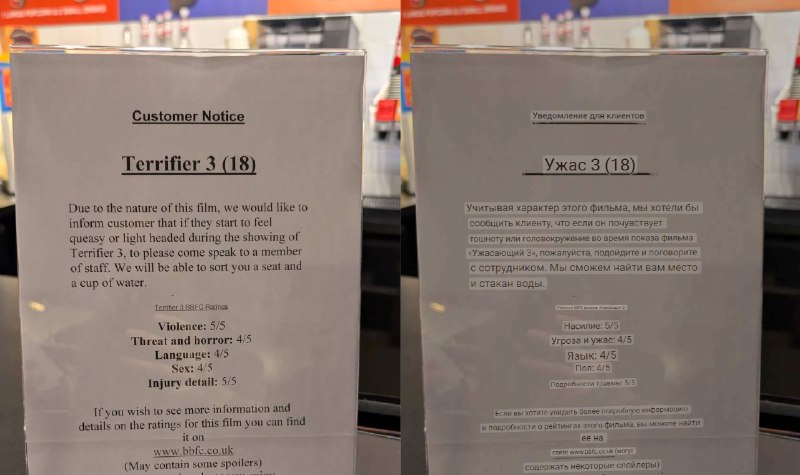 Customer Notice
Terrifier 3 (18)
Due to the nature of this film, we would like to
inform customer that if they start to feel
queasy or light headed during the showing of
Terrifier 3, to please come speak to a member
of staff. We will be able to sort you a seat and
a cup of water.
Terrifier 3 BBFC Ratings
Violence: 5/5
Threat and horror: 4/5
Language: 4/5
Sex: 4/5
Injury detail: 5/5
If you wish to see more information and
details on the ratings for this film you can find
it on
www.bbfc.co.uk
(May contain some spoilers)
Уведомление для клиентов
Ужас 3 (18)
Учитывая характер этого фильма, мы хотели бы
сообщить клиенту, что если он почувствует
тошноту или головокружение во время показа фильма
«Ужасающий 3», пожалуйста, подойдите и поговорите
с сотрудником. Мы сможем найти вам место
и стакан воды.
Насилие: 5/5
Угроза и ужас: 4/5
Язык: 4/5
Пол: 4/5
Подробности травмы: 5/5
Если вы хотите увидеть более подробную информацию
и подробности о рейтингах этого фильма, вы можете найти
ее на
сайте www.bbfc.co.uk (могут
содержать некоторые спойлеры)